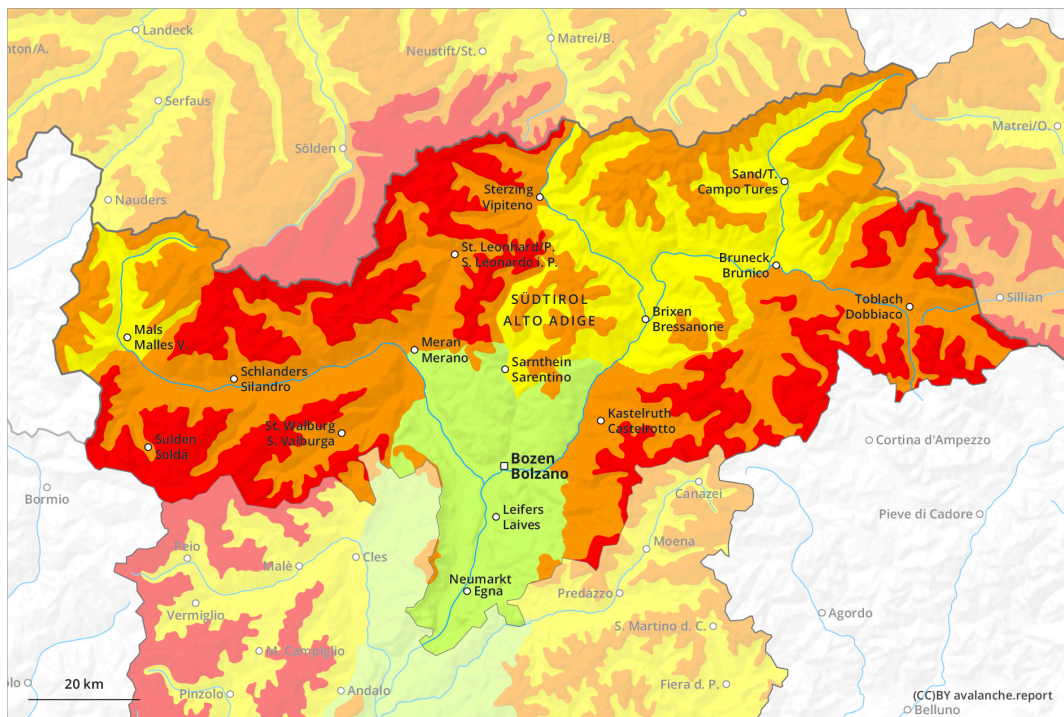 Landeck
Matrei/B.
nton/A.
Neustift/St.
Serfaus
Matrei/O.
Sölden
Nauders
Sand/T.
Campo Tures
Sterzing
Vipiteno
St. Leonhard/P.
S. Leonardo i. P.
Bruneck
Brunico
Sillian
SÜDTIROL
ALTO ADIGE
Toblach
Dobbiaco
Brixen
Bressanone
Mals
Malles V.
Meran
Merano
Sarnthein
Sarentino
Schlanders
Silandro
Kastelruth
Castelrotto
St. Walburg
S. Valburga
Sulden
Solda
Cortina d'Ampezzo
Bozen
Bolzano
Bormio
Canazei
Leifers
Laives
Pieve di Cadore
Moena
Peio
Cles
Malè
Neumarkt
Egna
Predazzo
Vermiglio
Agordo
S. Martino d. C.
M. Campiglio
20 km
olo
Pinzolo
Andalo
Fiera d. P.
(CC)BY avalanche.report
Belluno